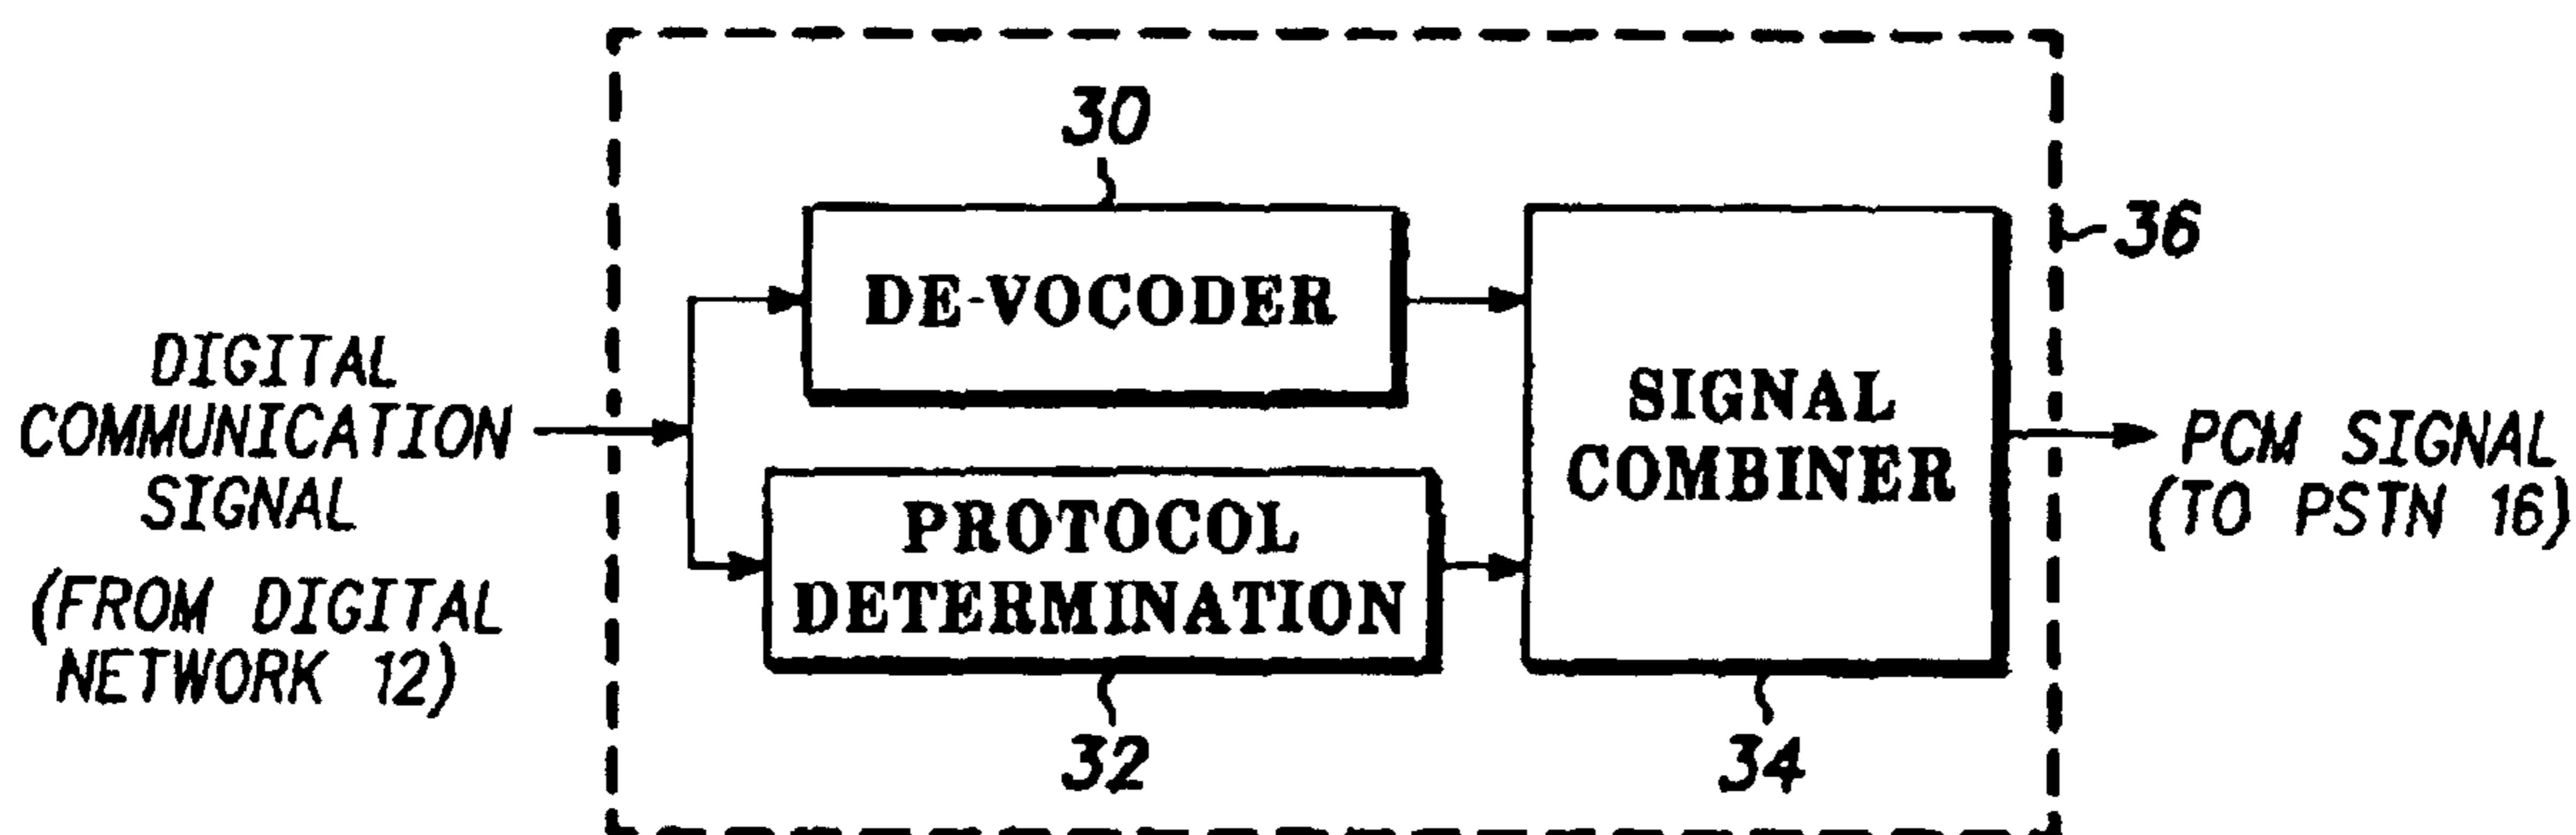 30
DE-VOCODER
36
DIGITAL
COMMUNICATION
SIGNAL
(FROM DIGITAL
NETWORK 12)
PROTOCOL
DETERMINATION
32
SIGNAL
COMBINER
34
PCM SIGNAL
(TO PSTN 16)